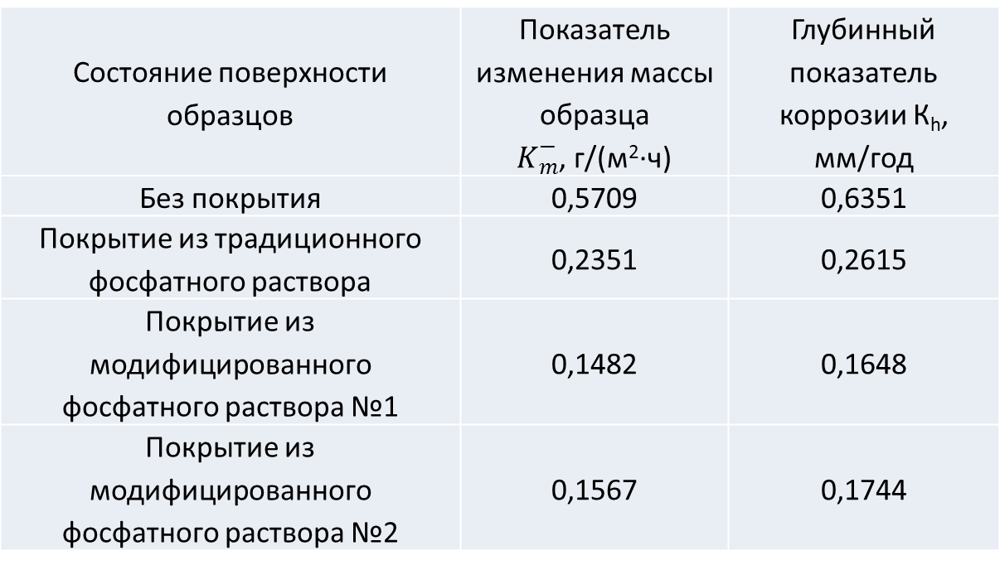 Состояние поверхности
образцов
Показатель
изменения массы
образца
K⁻ₘ, г/(м²·ч)
Глубинный
показатель
коррозии Kₕ,
мм/год
Без покрытия
0,5709
0,6351
Покрытие из традиционного
фосфатного раствора
0,2351
0,2615
Покрытие из
модифицированного
фосфатного раствора №1
0,1482
0,1648
Покрытие из
модифицированного
фосфатного раствора №2
0,1567
0,1744